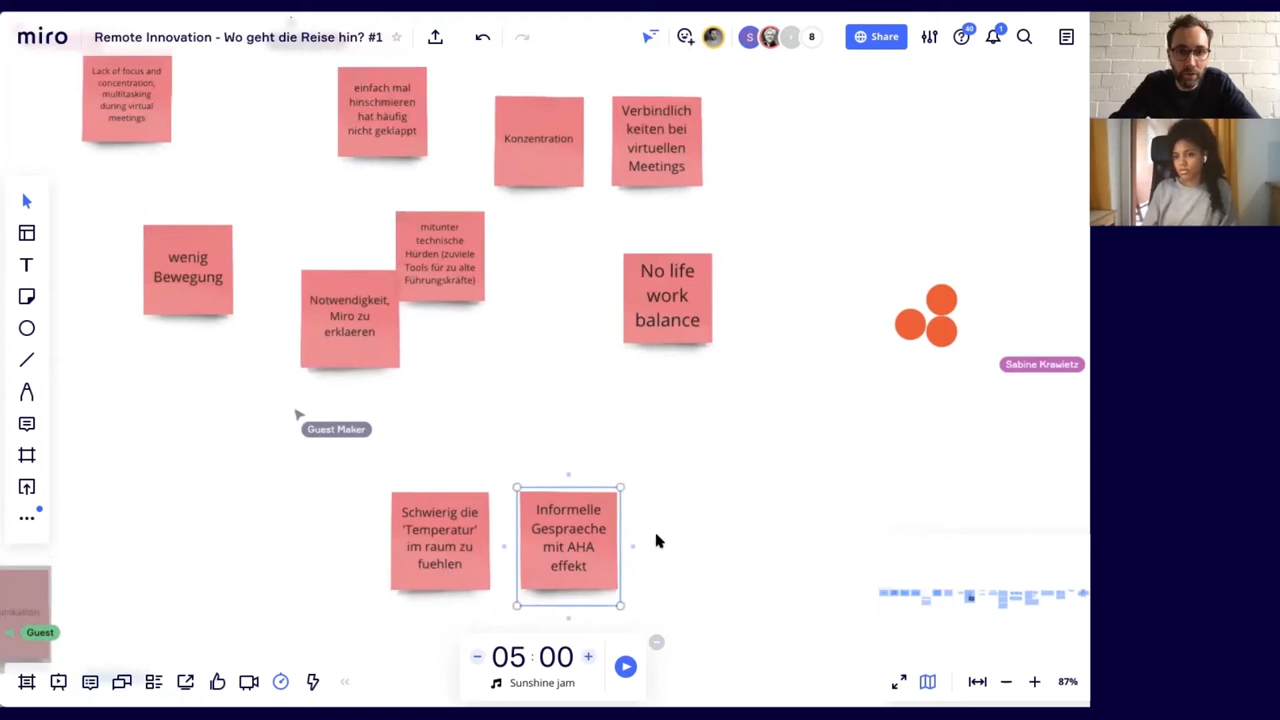 miro
Remote Innovation - Wo geht die Reise hin? #1
S
8
Share
40
1
Lack of focus and
concentration,
multitasking
during virtual
meetings
einfach mal
hinschmieren
hat häufig
nicht geklappt
Konzentration
Verbindlich
keiten bei
virtuellen
Meetings
wenig
Bewegung
mitunter
technische
Hürden (zuviele
Tools für zu alte
Führungskräfte)
Notwendigkeit,
Miro zu
erklaeren
No life
work
balance
Sabine Krawietz
Guest Maker
Schwierig die
'Temperatur'
im raum zu
fuehlen
Informelle
Gespraeche
mit AHA
effekt
Guest
05 : 00
Sunshine jam
87%